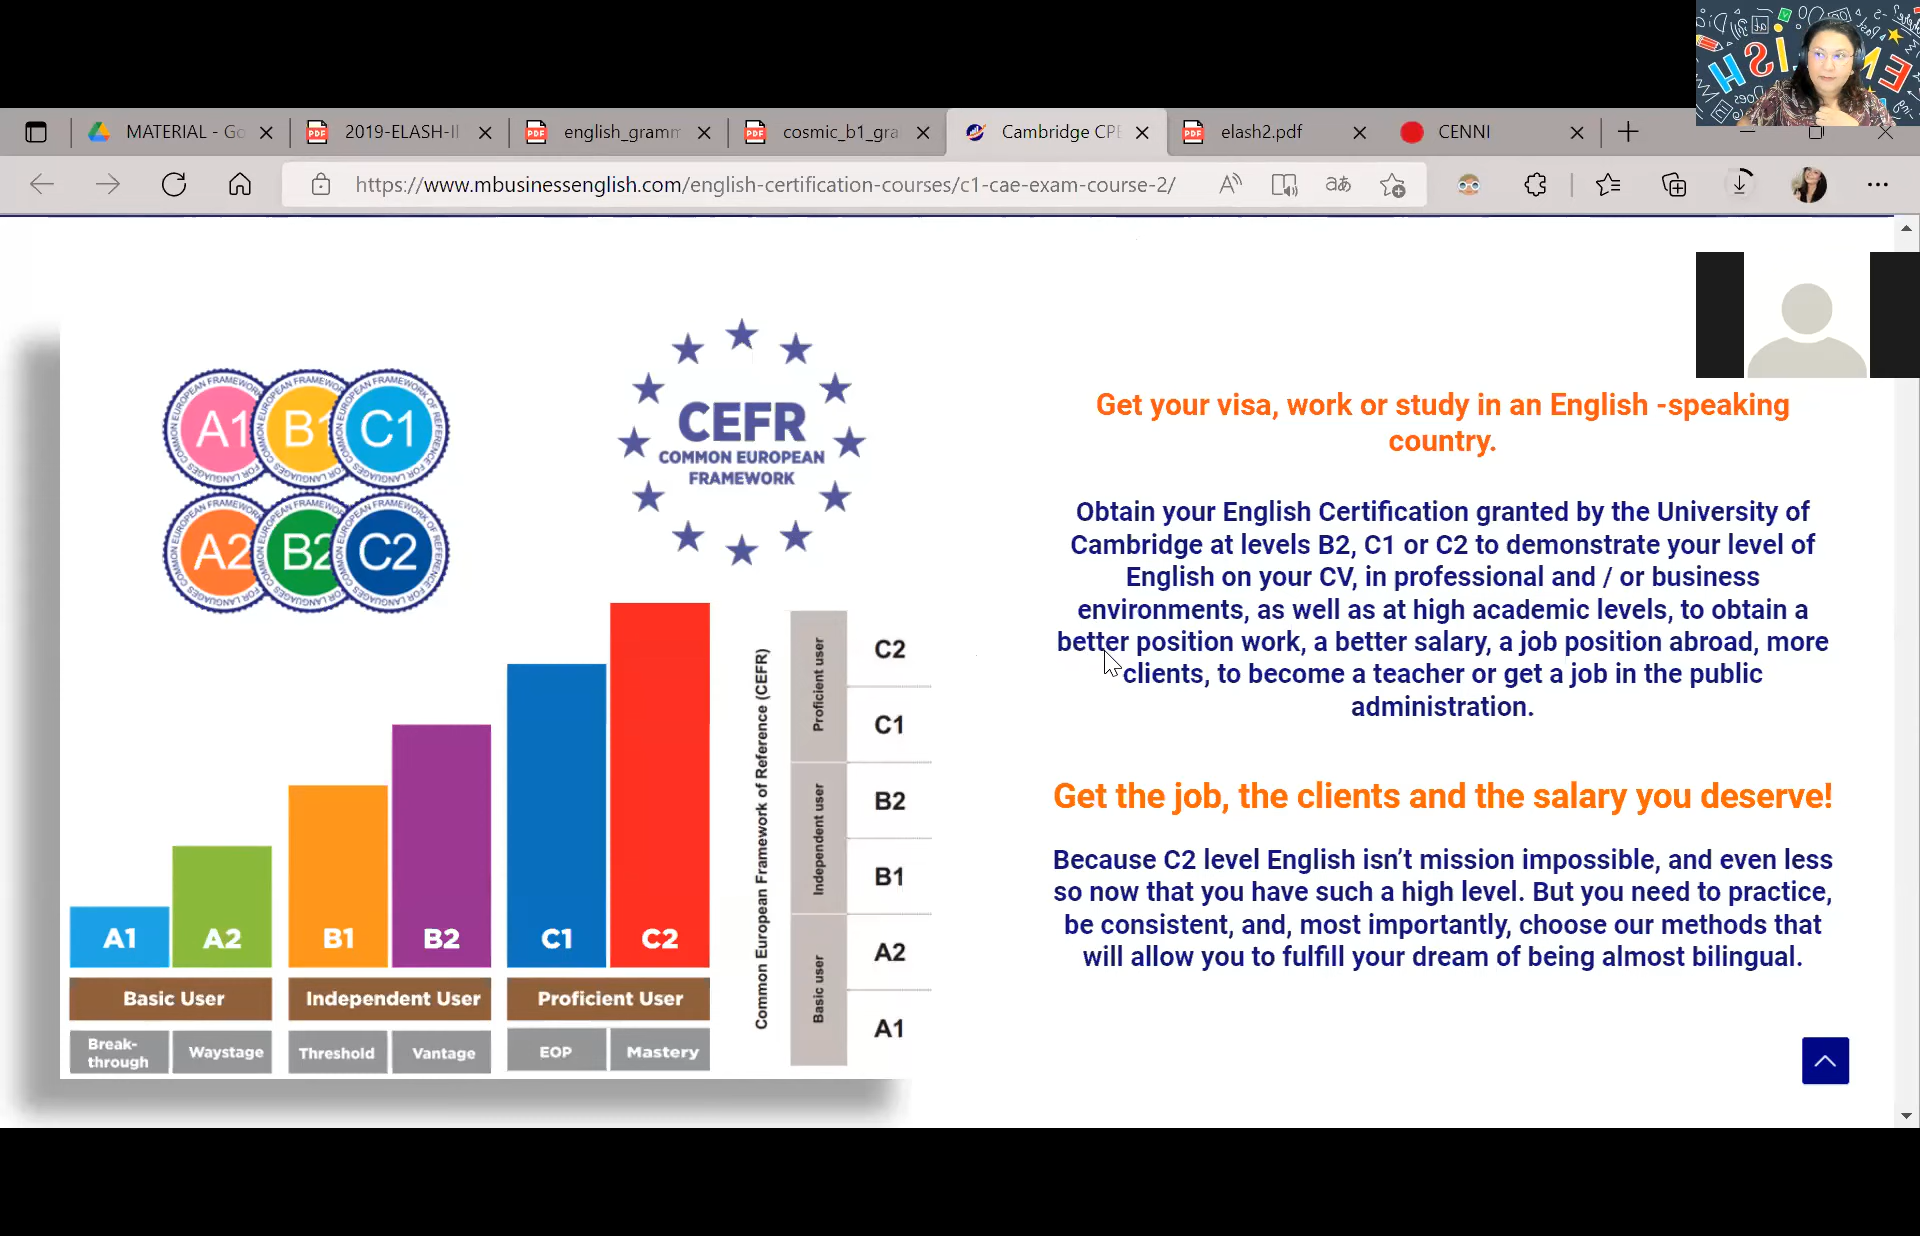 MATERIAL - Go
2019-ELASH-II
english_gramm
cosmic_b1_gra
Cambridge CPE
elash2.pdf
CENNI
https://www.mbusinessenglish.com/english-certification-courses/c1-cae-exam-course-2/
A1
B1
C1
A2
B2
C2
CEFR
COMMON EUROPEAN
FRAMEWORK
Get your visa, work or study in an English -speaking
country.
Obtain your English Certification granted by the University of
Cambridge at levels B2, C1 or C2 to demonstrate your level of
English on your CV, in professional and / or business
environments, as well as at high academic levels, to obtain a
better position work, a better salary, a job position abroad, more
clients, to become a teacher or get a job in the public
administration.
Get the job, the clients and the salary you deserve!
Because C2 level English isn’t mission impossible, and even less
so now that you have such a high level. But you need to practice,
be consistent, and, most importantly, choose our methods that
will allow you to fulfill your dream of being almost bilingual.
A1
A2
B1
B2
C1
C2
Basic User
Independent User
Proficient User
Break-
through
Waystage
Threshold
Vantage
EOP
Mastery
Common European Framework of Reference (CEFR)
Proficient user
Independent user
Basic user
C2
C1
B2
B1
A2
A1